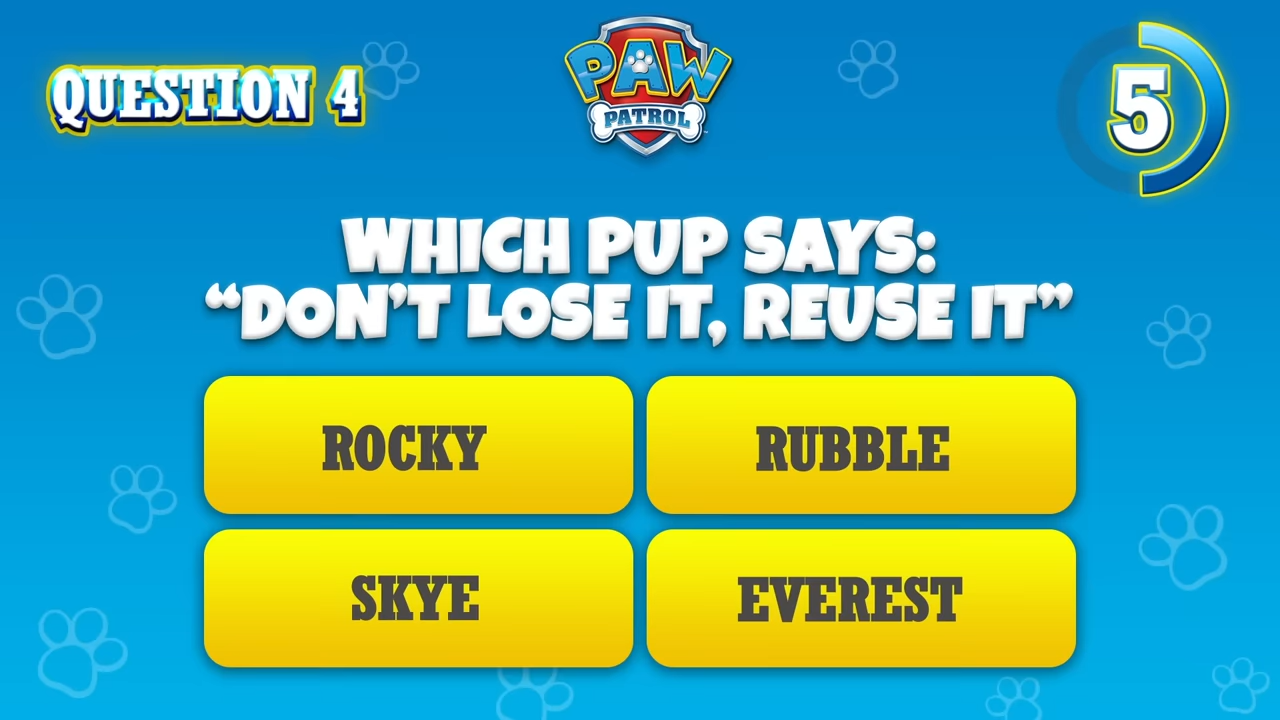 QUESTION 4
PAW
PATROL
5
WHICH PUP SAYS:
“DON’T LOSE IT, REUSE IT”
ROCKY
RUBBLE
SKYE
EVEREST